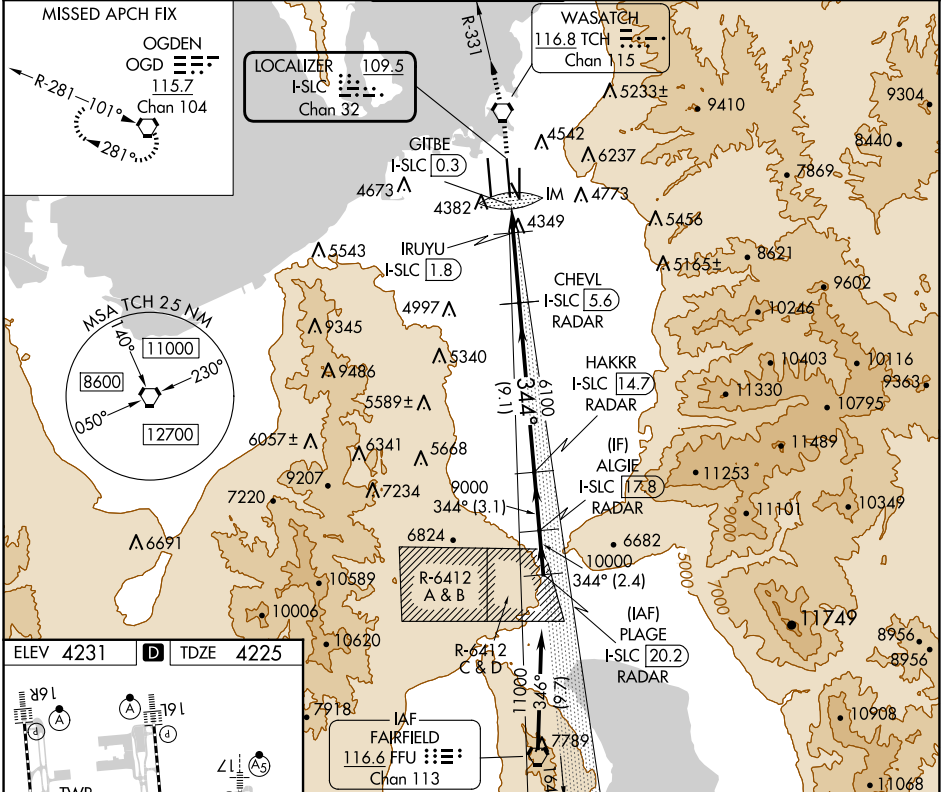 MISSED APCH FIX
OGDEN
OGD
115.7
Chan 104
R-281
101°
281°
LOCALIZER 109.5
I-SLC
Chan 32
R-331
WASATCH
116.8 TCH
Chan 115
5233±
9410
9304
8440
4542
6237
7869
GITBE
I-SLC 0.3
4673
4382
IM
4773
4349
5456
IRUYU
I-SLC 1.8
5543
5165±
8621
CHEVL
I-SLC 5.6
RADAR
9602
4997
10246
MSA TCH 25 NM
140°
11000
8600
230°
050°
12700
9345
9486
5340
5589±
344°
6100
(9.1)
HAKKR
I-SLC 14.7
RADAR
10403
10116
9363
11330
10795
6057±
6341
5668
(IF)
ALGIE
I-SLC 17.8
RADAR
11489
11253
9207
7234
7220
9000
344° (3.1)
11101
10349
6691
6824
6682
10000
344° (2.4)
5000
R-6412
A & B
10589
10006
10620
R-6412
C & D
(IAF)
PLAGE
I-SLC 20.2
RADAR
11749
8956
8956
ELEV 4231
D
TDZE 4225
11000
346°
(9.7)
7918
IAF
FAIRFIELD
116.6 FFU
Chan 113
7789
10908
11068
16R
A
P
A
16L
P
17
A5
TWR